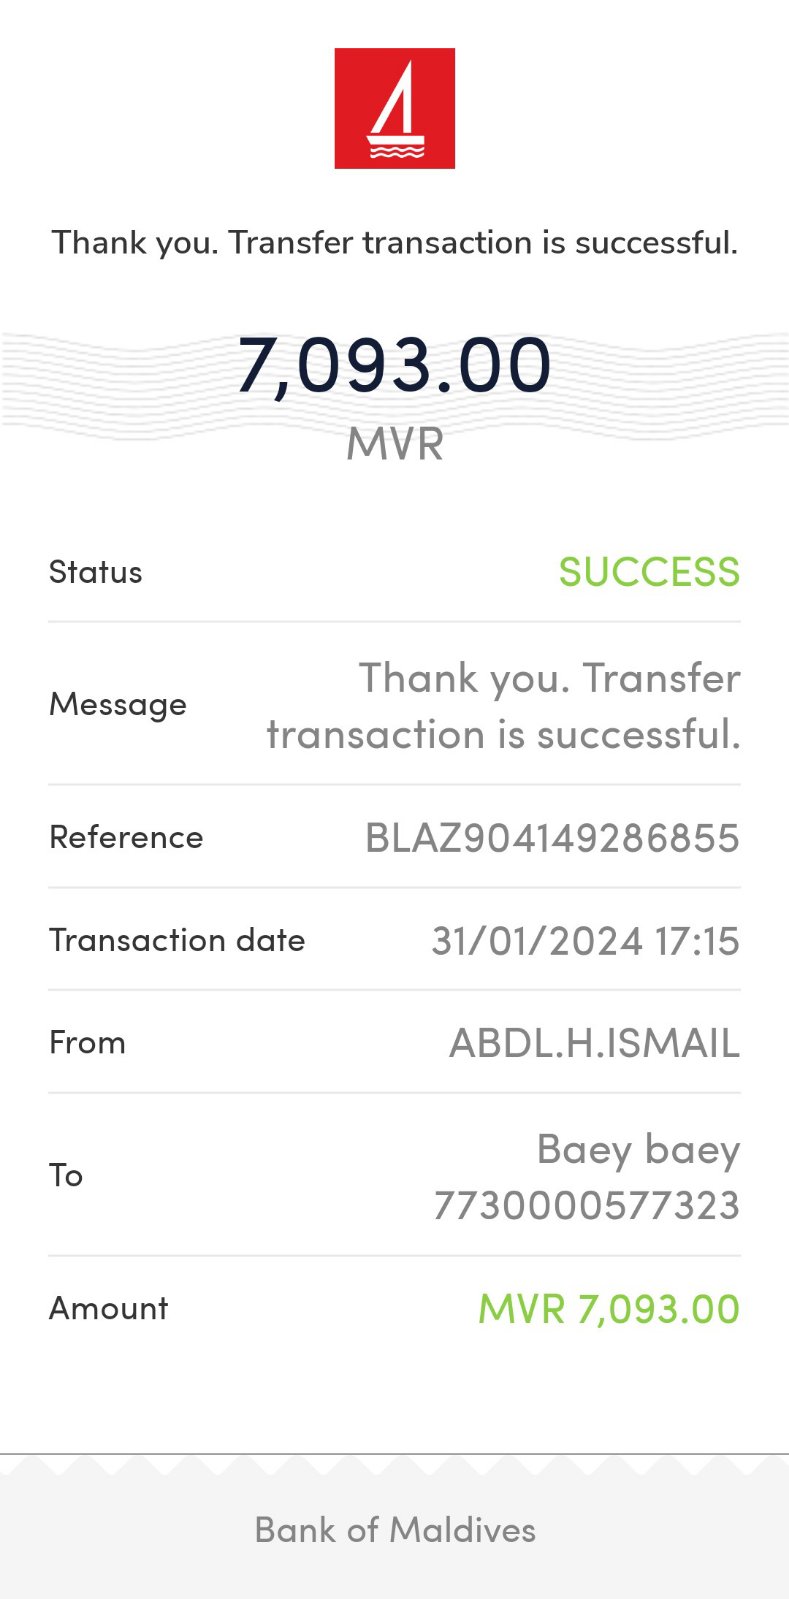 Thank you. Transfer transaction is successful.
7,093.00
MVR
Status SUCCESS
Message Thank you. Transfer
transaction is successful.
Reference BLAZ904149286855
Transaction date 31/01/2024 17:15
From ABDL.H.ISMAIL
To Baey baey
7730000577323
Amount MVR 7,093.00
Bank of Maldives